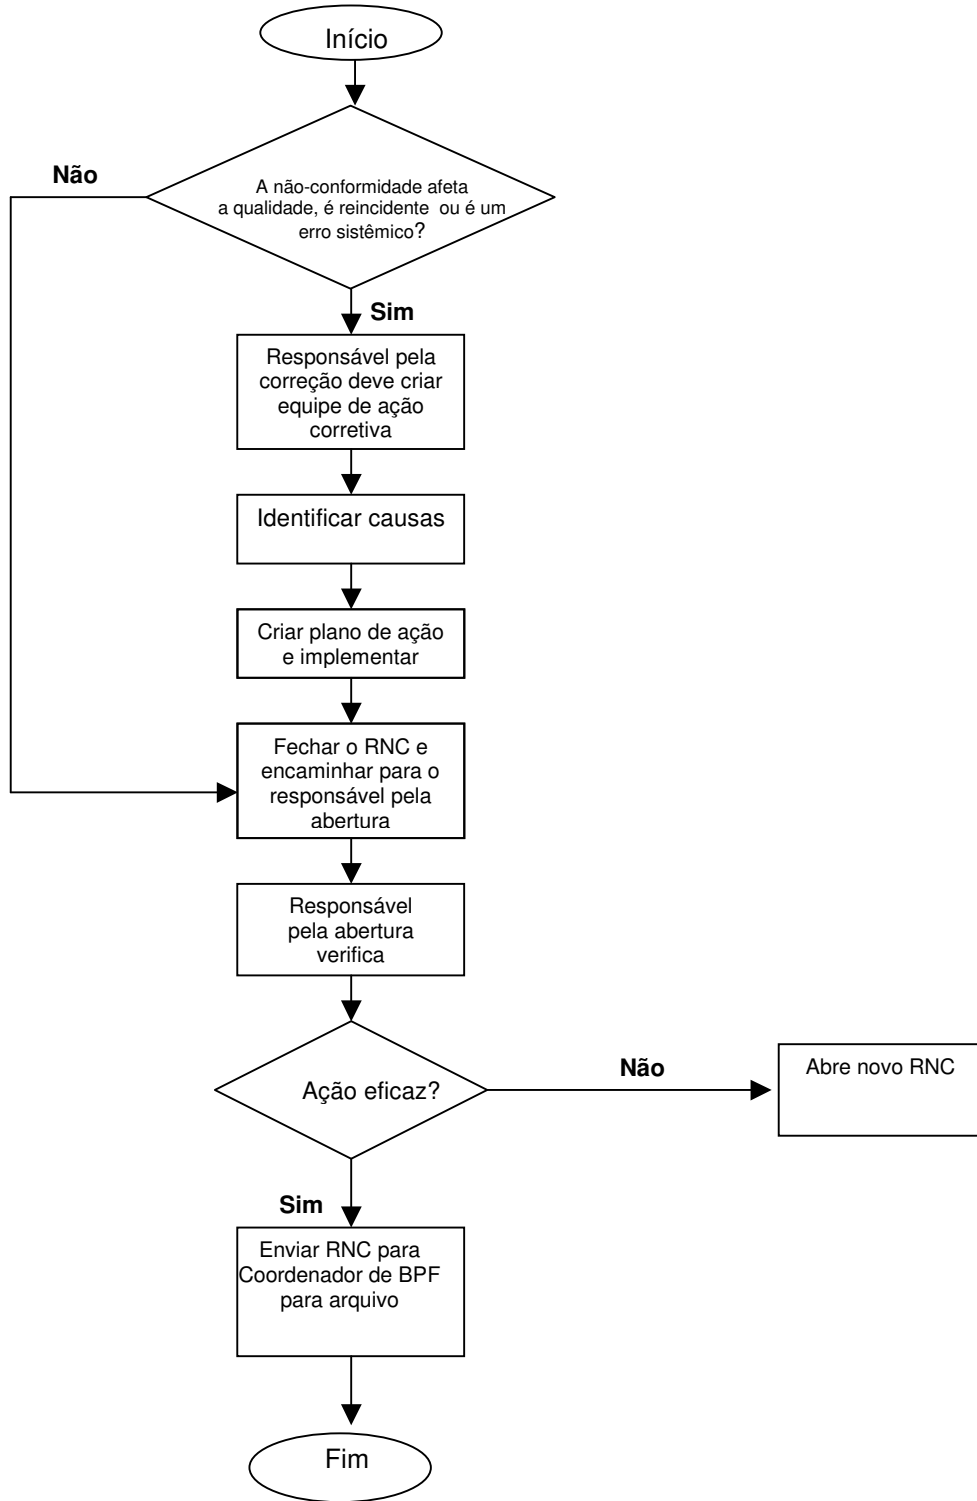 Início
Não
A não-conformidade afeta
a qualidade, é reincidente ou é um
erro sistêmico?
Sim
Responsável pela
correção deve criar
equipe de ação
corretiva
Identificar causas
Criar plano de ação
e implementar
Fechar o RNC e
encaminhar para o
responsável pela
abertura
Responsável
pela abertura
verifica
Ação eficaz?
Não
Abre novo RNC
Sim
Enviar RNC para
Coordenador de BPF
para arquivo
Fim